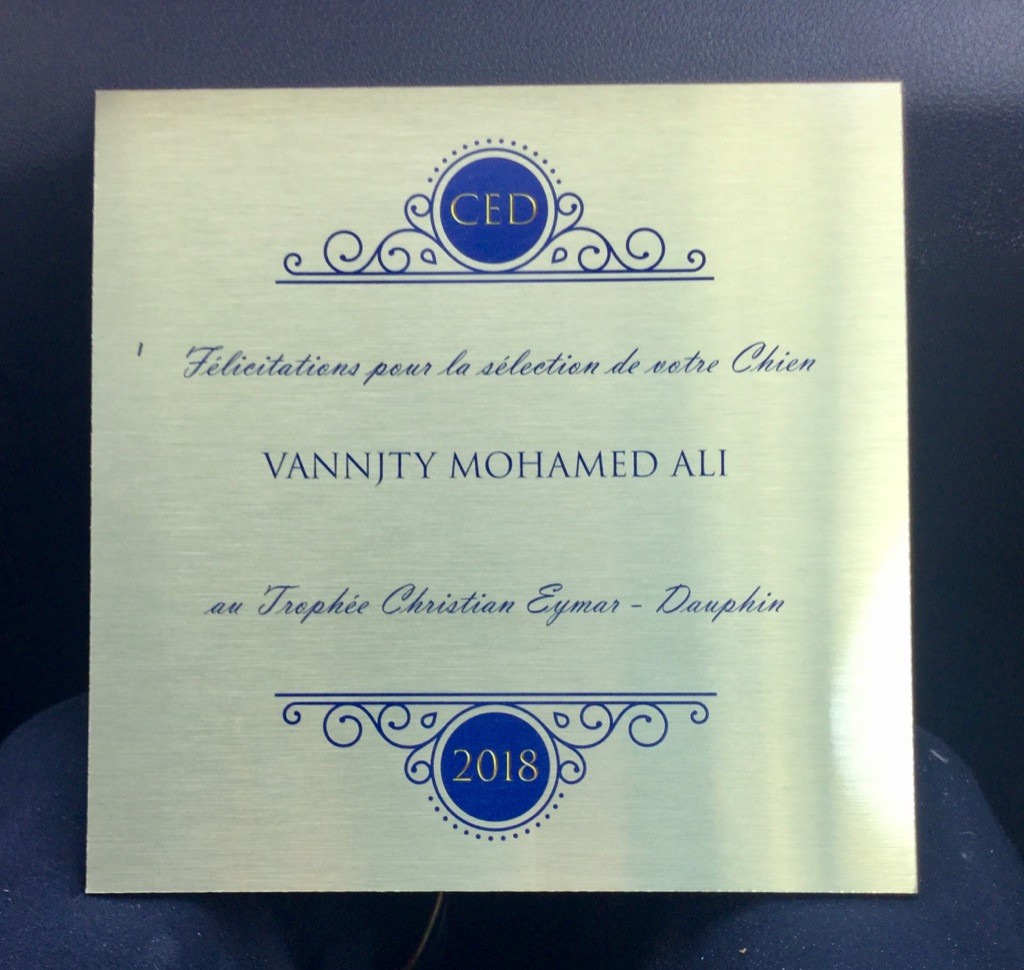 CED
Félicitations pour la sélection de votre Chien
VANNJTY MOHAMED ALI
au Trophée Christian Eymar - Dauphin
2018